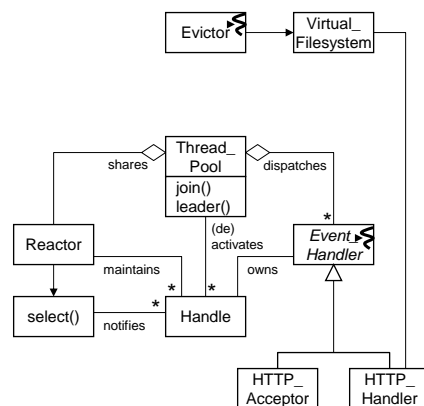 Evictor
Virtual_
Filesystem
Thread_
Pool
shares
dispatches
join()
leader()
*
(de)
activates
Reactor
Event_
Handler
maintains
owns
*
*
*
select()
notifies
Handle
HTTP_
Acceptor
HTTP_
Handler